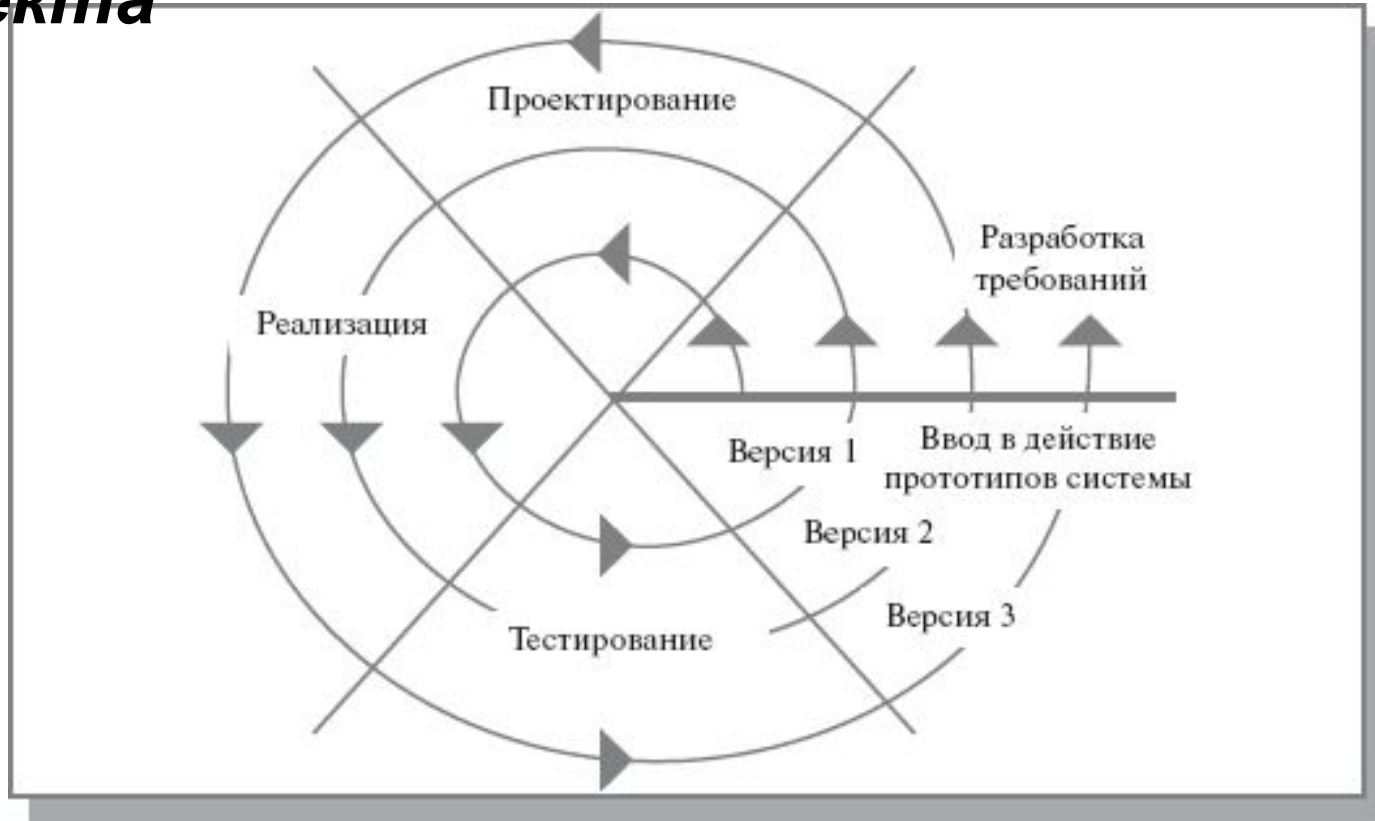 Проектирование
Разработка
требований
Реализация
Версия 1
Ввод в действие
прототипов системы
Версия 2
Версия 3
Тестирование